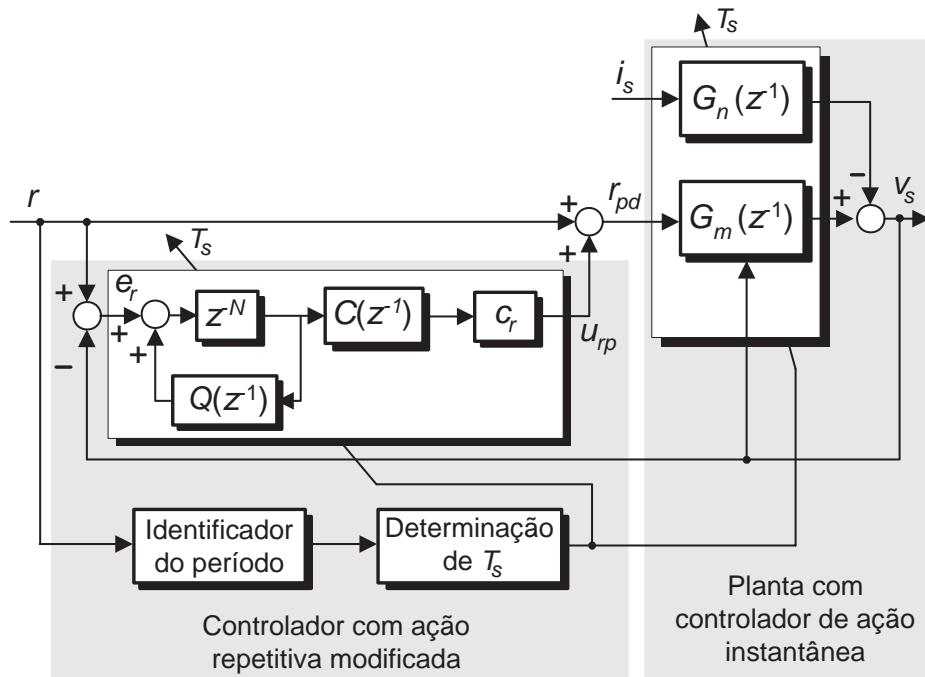 T_s
i_s
G_n(z^-1)
r
r_pd
G_m(z^-1)
v_s
+
+
+
−
T_s
+
−
e_r
+
+
z^-N
C(z^-1)
c_r
u_rp
Q(z^-1)
Identificador
do período
Determinação
de T_s
Controlador com ação
repetitiva modificada
Planta com
controlador de ação
instantânea